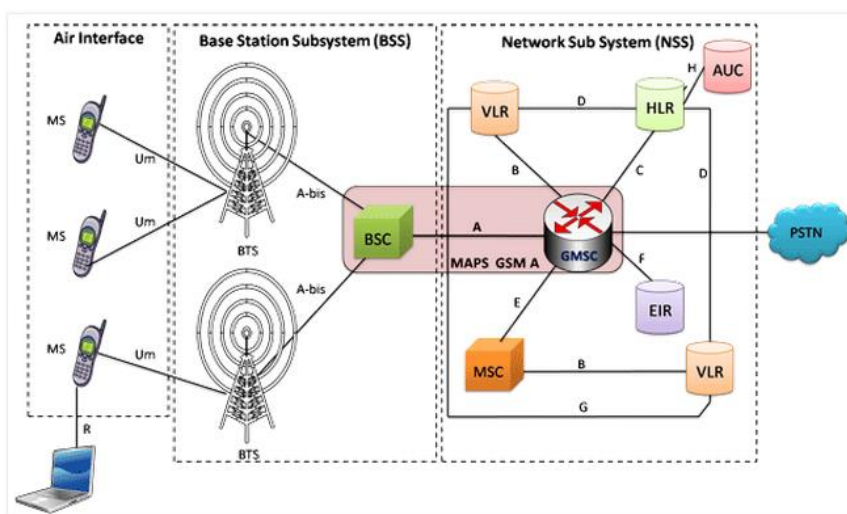 Air Interface
Base Station Subsystem (BSS)
Network Sub System (NSS)
H
AUC
VLR
D
HLR
MS
Um
B
C
D
A-bis
MS
Um
BTS
BSC
A
GMSC
PSTN
MAPS GSM A
F
A-bis
E
EIR
MS
Um
MSC
B
VLR
G
R
BTS